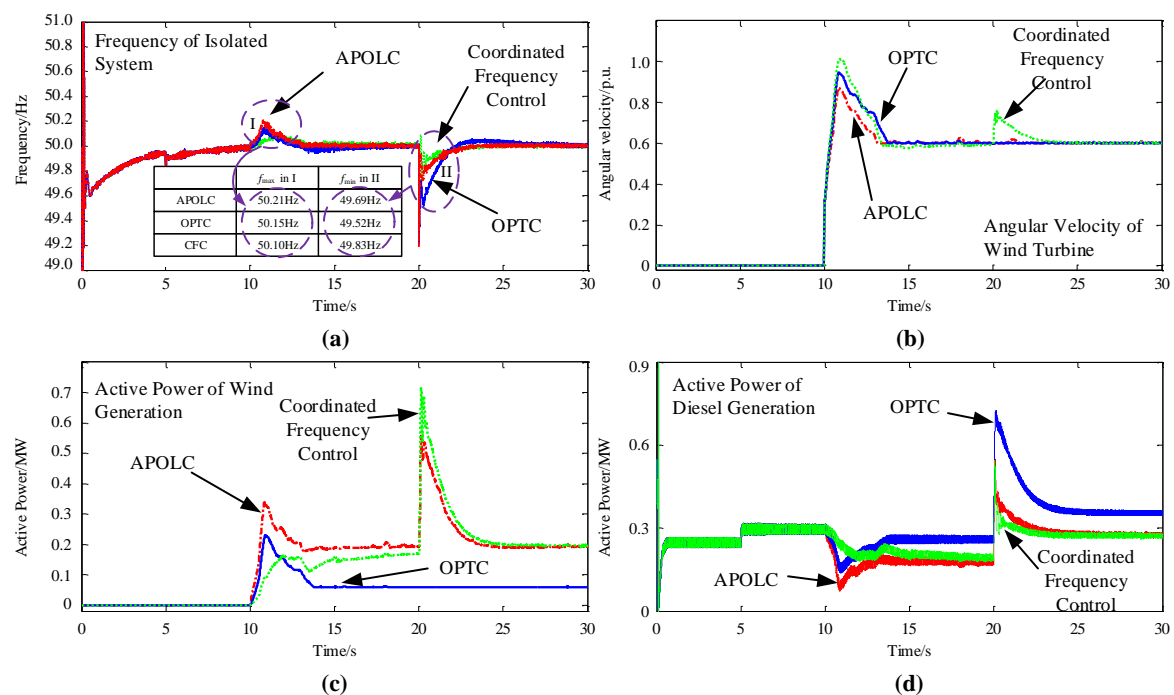 51.0
50.8
50.6
50.4
50.2
50.0
49.8
49.6
49.4
49.2
49.0
Frequency/Hz
Frequency of Isolated
System
APOLC
Coordinated
Frequency
Control
I
II
OPTC
fmax in I fmin in II
APOLC 50.21Hz 49.69Hz
OPTC 50.15Hz 49.52Hz
CFC 50.10Hz 49.83Hz
0 5 10 15 20 25 30
Time/s
(a)
1.0
0.8
0.6
0.4
0.2
0
Angular velocity/p.u.
OPTC
Coordinated
Frequency
Control
APOLC
Angular Velocity of
Wind Turbine
0 5 10 15 20 25 30
Time/s
(b)
0.7
0.6
0.5
0.4
0.3
0.2
0.1
0
Active Power/MW
Active Power of Wind
Generation
Coordinated
Frequency
Control
APOLC
OPTC
0 5 10 15 20 25 30
Time/s
(c)
0.9
0.6
0.3
0
Active Power/MW
Active Power of
Diesel Generation
OPTC
APOLC
Coordinated
Frequency
Control
0 5 10 15 20 25 30
Time/s
(d)